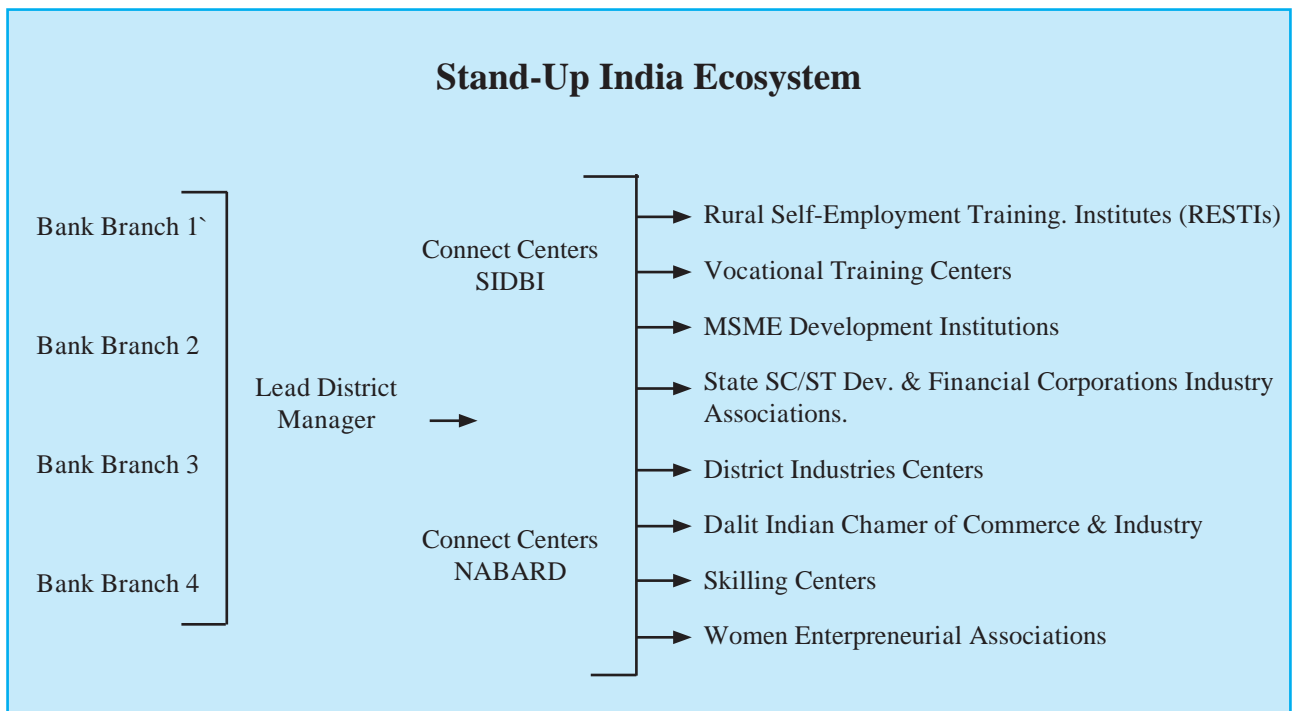 Stand-Up India Ecosystem
Bank Branch 1`
Bank Branch 2
Bank Branch 3
Bank Branch 4
Lead District
Manager
Connect Centers
SIDBI
Connect Centers
NABARD
Rural Self-Employment Training. Institutes (RESTIs)
Vocational Training Centers
MSME Development Institutions
State SC/ST Dev. & Financial Corporations Industry
Associations.
District Industries Centers
Dalit Indian Chamer of Commerce & Industry
Skilling Centers
Women Enterpreneurial Associations